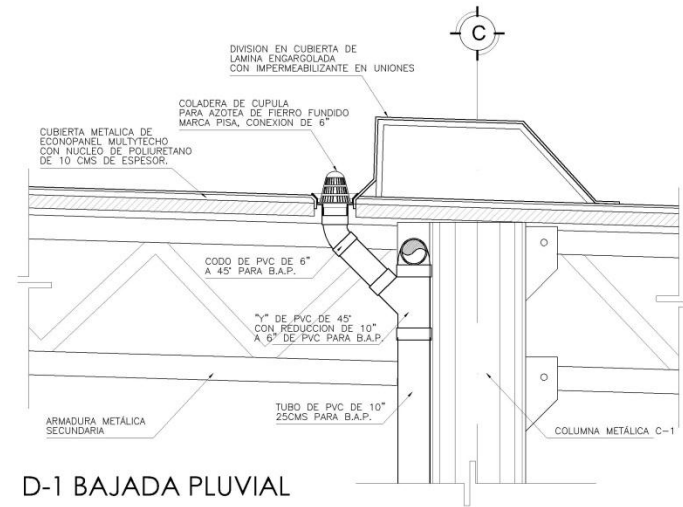 C
DIVISION EN CUBIERTA DE
LAMINA ENGARGOLADA
CON IMPERMEABILIZANTE EN UNIONES
COLADERA DE CUPULA
PARA AZOTEA DE FIERRO FUNDIDO
MARCA PISA, CONEXION DE 6"
CUBIERTA METALICA DE
ECONOPANEL MULTYTECHO
CON NUCLEO DE POLIURETANO
DE 10 CMS DE ESPESOR.
CODO DE PVC DE 6"
A 45° PARA B.A.P.
"Y" DE PVC DE 45°
CON REDUCCION DE 10"
A 6" DE PVC PARA B.A.P.
TUBO DE PVC DE 10"
25CMS PARA B.A.P.
ARMADURA METÁLICA
SECUNDARIA
COLUMNA METÁLICA C-1
D-1 BAJADA PLUVIAL